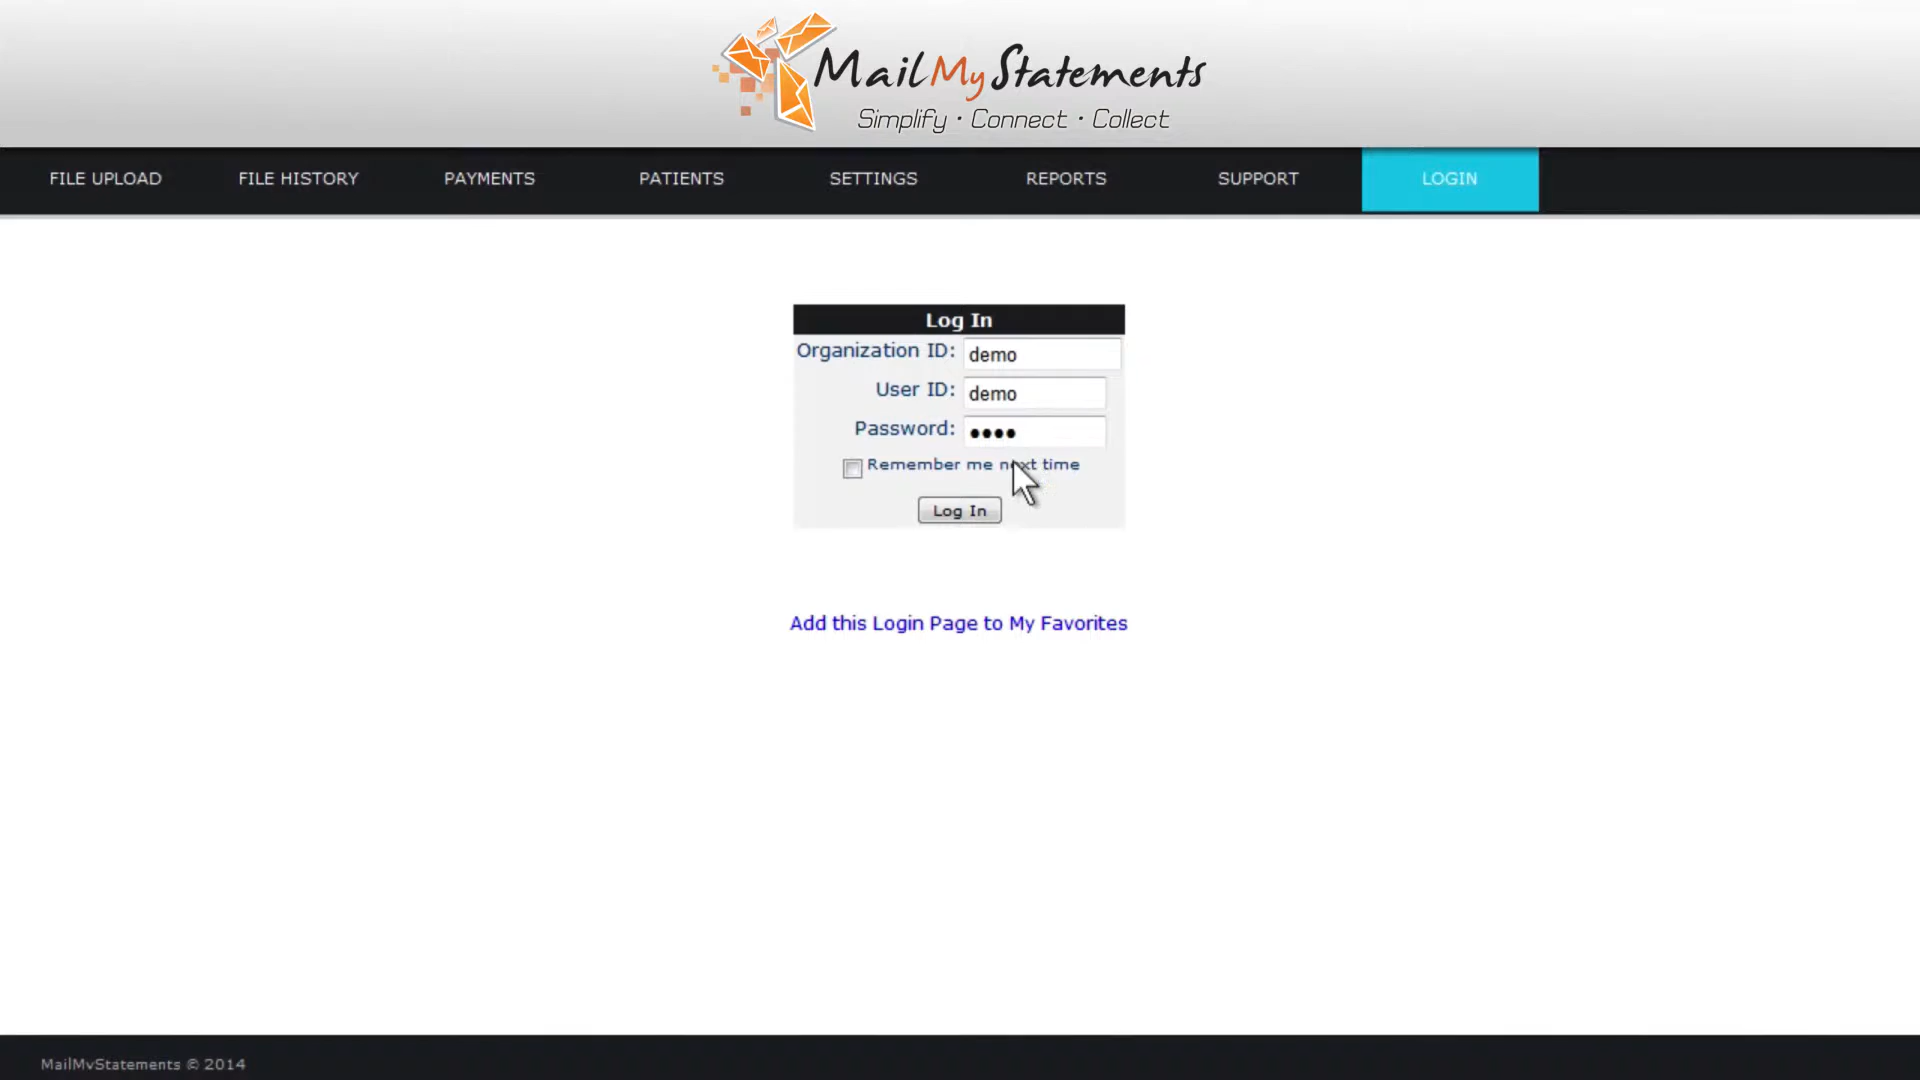 MailMyStatements
Simplify · Connect · Collect
FILE UPLOAD FILE HISTORY PAYMENTS PATIENTS SETTINGS REPORTS SUPPORT LOGIN
Log In
Organization ID: demo
User ID: demo
Password: ••••
Remember me next time
Log In
Add this Login Page to My Favorites
MailMyStatements © 2014